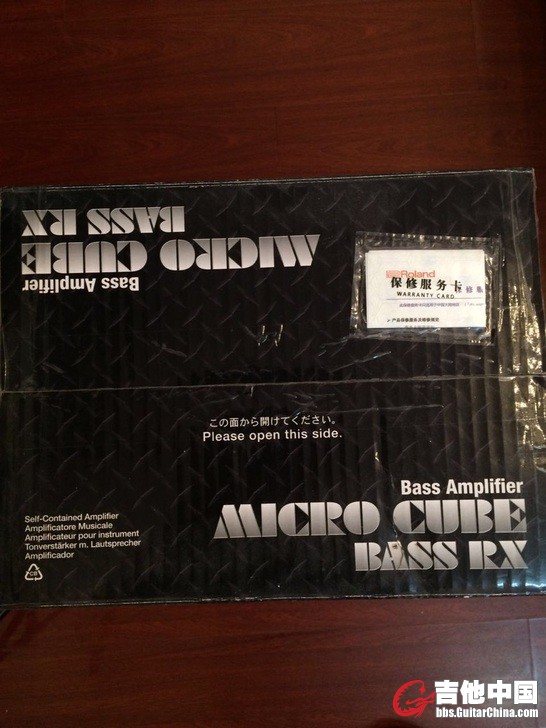 BASS RX
MICRO CUBE
Bass Amplifier
Roland
保修服务卡
WARRANTY CARD
この面から開けてください。
Please open this side.
Bass Amplifier
MICRO CUBE
BASS RX
Self-Contained Amplifier
Amplificatore Musicale
Amplificateur pour instrument
Tonverstärker m. Lautsprecher
Amplificador
CB
吉他中国
bbs.GuitarChina.com